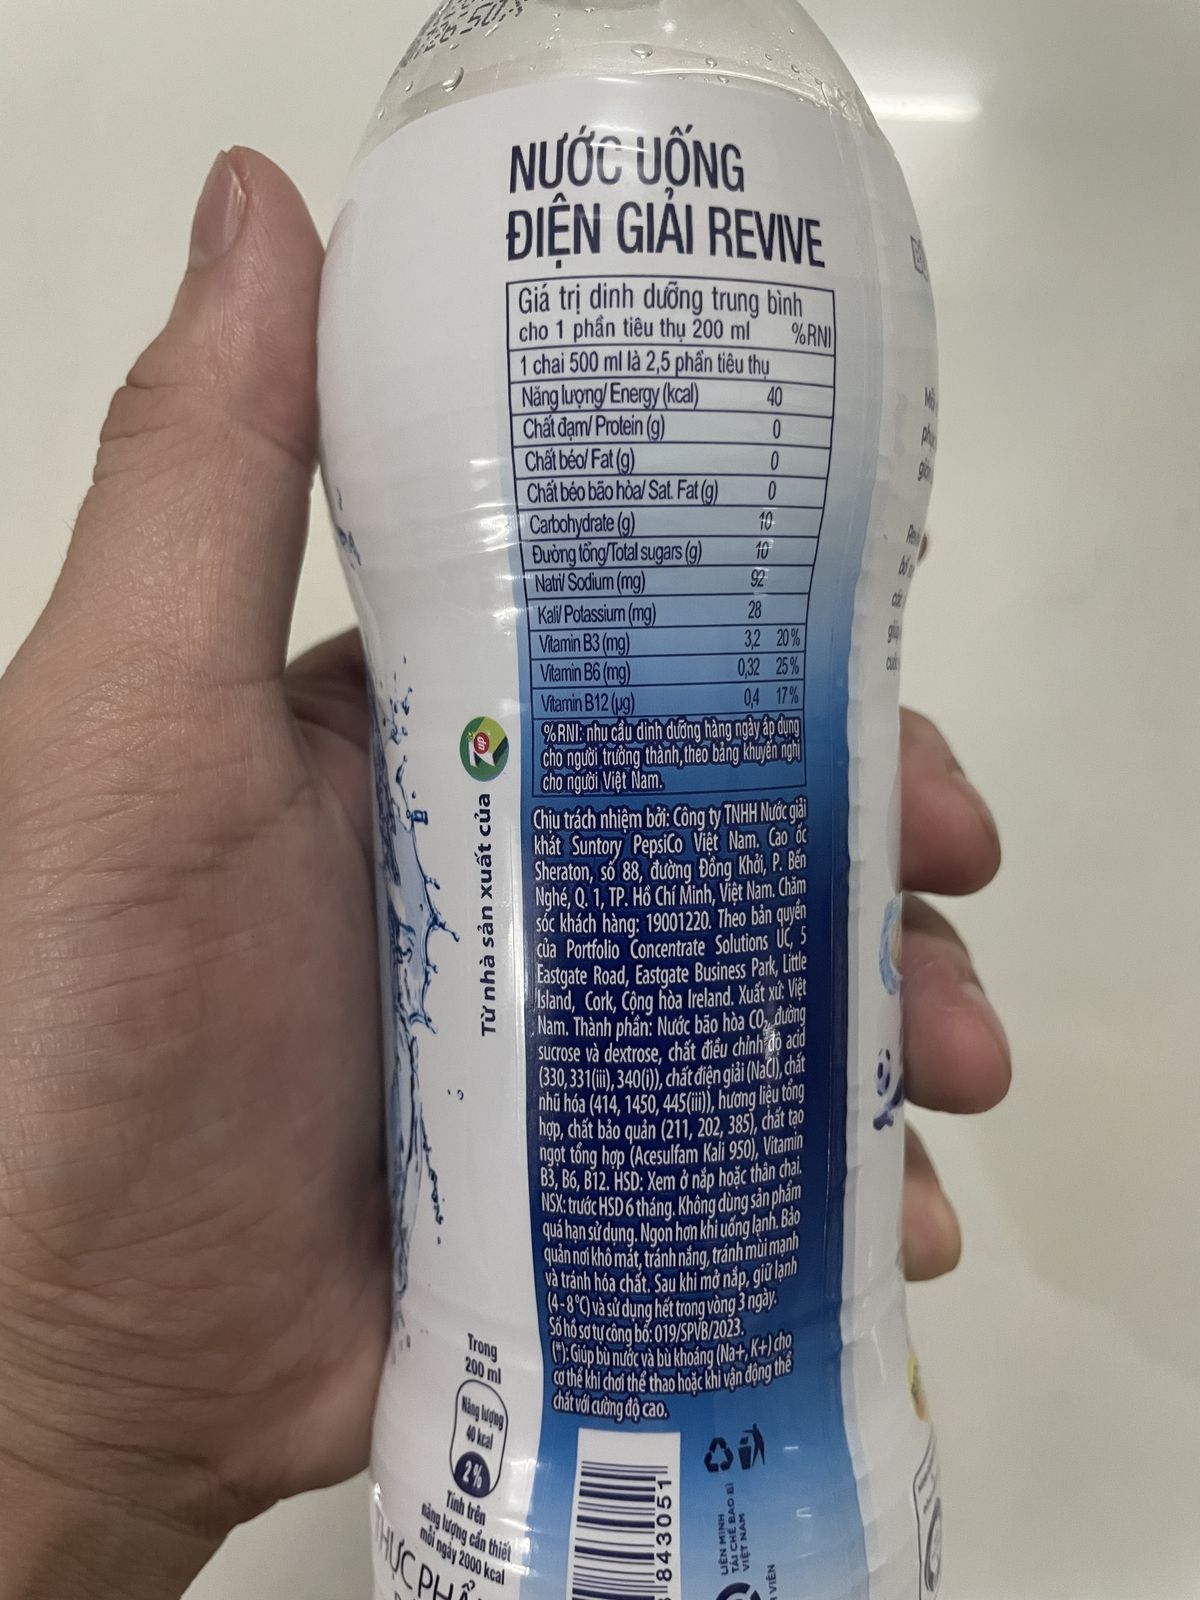 NƯỚC UỐNG
ĐIỆN GIẢI REVIVE
Giá trị dinh dưỡng trung bình
cho 1 phần tiêu thụ 200 ml %RNI
1 chai 500 ml là 2,5 phần tiêu thụ
Năng lượng/ Energy (kcal) 40
Chất đạm/ Protein (g) 0
Chất béo/ Fat (g) 0
Chất béo bão hòa/ Sat. Fat (g) 0
Carbohydrate (g) 10
Đường tổng/Total sugars (g) 10
Natri/ Sodium (mg) 92
Kali/ Potassium (mg) 28
Vitamin B3 (mg) 3,2 20%
Vitamin B6 (mg) 0,32 25%
Vitamin B12 (µg) 0,4 17%
%RNI: nhu cầu dinh dưỡng hàng ngày áp dụng
cho người trưởng thành, theo bảng khuyến nghị
cho người Việt Nam.
Chịu trách nhiệm bởi: Công ty TNHH Nước giải
khát Suntory PepsiCo Việt Nam. Cao ốc
Sheraton, số 88, đường Đồng Khởi, P. Bến
Nghé, Q. 1, TP. Hồ Chí Minh, Việt Nam. Chăm
sóc khách hàng: 19001220. Theo bản quyền
của Portfolio Concentrate Solutions UC, 5
Eastgate Road, Eastgate Business Park, Little
Island, Cork, Cộng hòa Ireland. Xuất xứ: Việt
Nam. Thành phần: Nước bão hòa CO₂, đường
sucrose và dextrose, chất điều chỉnh độ acid
(330, 331(iii), 340(i)), chất điện giải (NaCl), chất
nhũ hóa (414, 1450, 445(iii)), hương liệu tổng
hợp, chất bảo quản (211, 202, 385), chất tạo
ngọt tổng hợp (Acesulfam Kali 950), Vitamin
B3, B6, B12. HSD: Xem ở nắp hoặc thân chai.
NSX: trước HSD 6 tháng. Không dùng sản phẩm
quá hạn sử dụng. Ngon hơn khi uống lạnh. Bảo
quản nơi khô mát, tránh nắng, tránh mùi mạnh
và tránh hóa chất. Sau khi mở nắp, giữ lạnh
(4-8°C) và sử dụng hết trong vòng 3 ngày.
Số hồ sơ tự công bố: 019/SPVB/2023.
(*): Giúp bù nước và bù khoáng (Na+, K+) cho
cơ thể khi chơi thể thao hoặc khi vận động thể
chất với cường độ cao.
Từ nhà sản xuất của
7up
Trong
200 ml
Năng lượng
40 kcal
2%
Tính trên
năng lượng cần thiết
mỗi ngày 2000 kcal
843051
LIÊN MINH
TÁI CHẾ BAO BÌ
VIỆT NAM